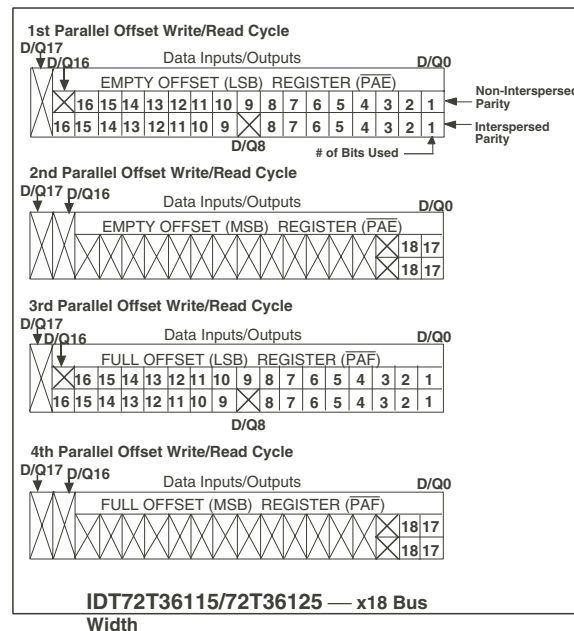 1st Parallel Offset Write/Read Cycle
D/Q17
D/Q16
Data Inputs/Outputs
D/Q0
EMPTY OFFSET (LSB) REGISTER (PAE)
16 15 14 13 12 11 10 9 8 7 6 5 4 3 2 1
Non-Interspersed
Parity
16 15 14 13 12 11 10 9 8 7 6 5 4 3 2 1
Interspersed
Parity
D/Q8
# of Bits Used
2nd Parallel Offset Write/Read Cycle
D/Q17
D/Q16
Data Inputs/Outputs
D/Q0
EMPTY OFFSET (MSB) REGISTER (PAE)
18 17
18 17
3rd Parallel Offset Write/Read Cycle
D/Q17
D/Q16
Data Inputs/Outputs
D/Q0
FULL OFFSET (LSB) REGISTER (PAF)
16 15 14 13 12 11 10 9 8 7 6 5 4 3 2 1
16 15 14 13 12 11 10 9 8 7 6 5 4 3 2 1
D/Q8
4th Parallel Offset Write/Read Cycle
D/Q17
D/Q16
Data Inputs/Outputs
D/Q0
FULL OFFSET (MSB) REGISTER (PAF)
18 17
18 17
IDT72T36115/72T36125 — x18 Bus
Width